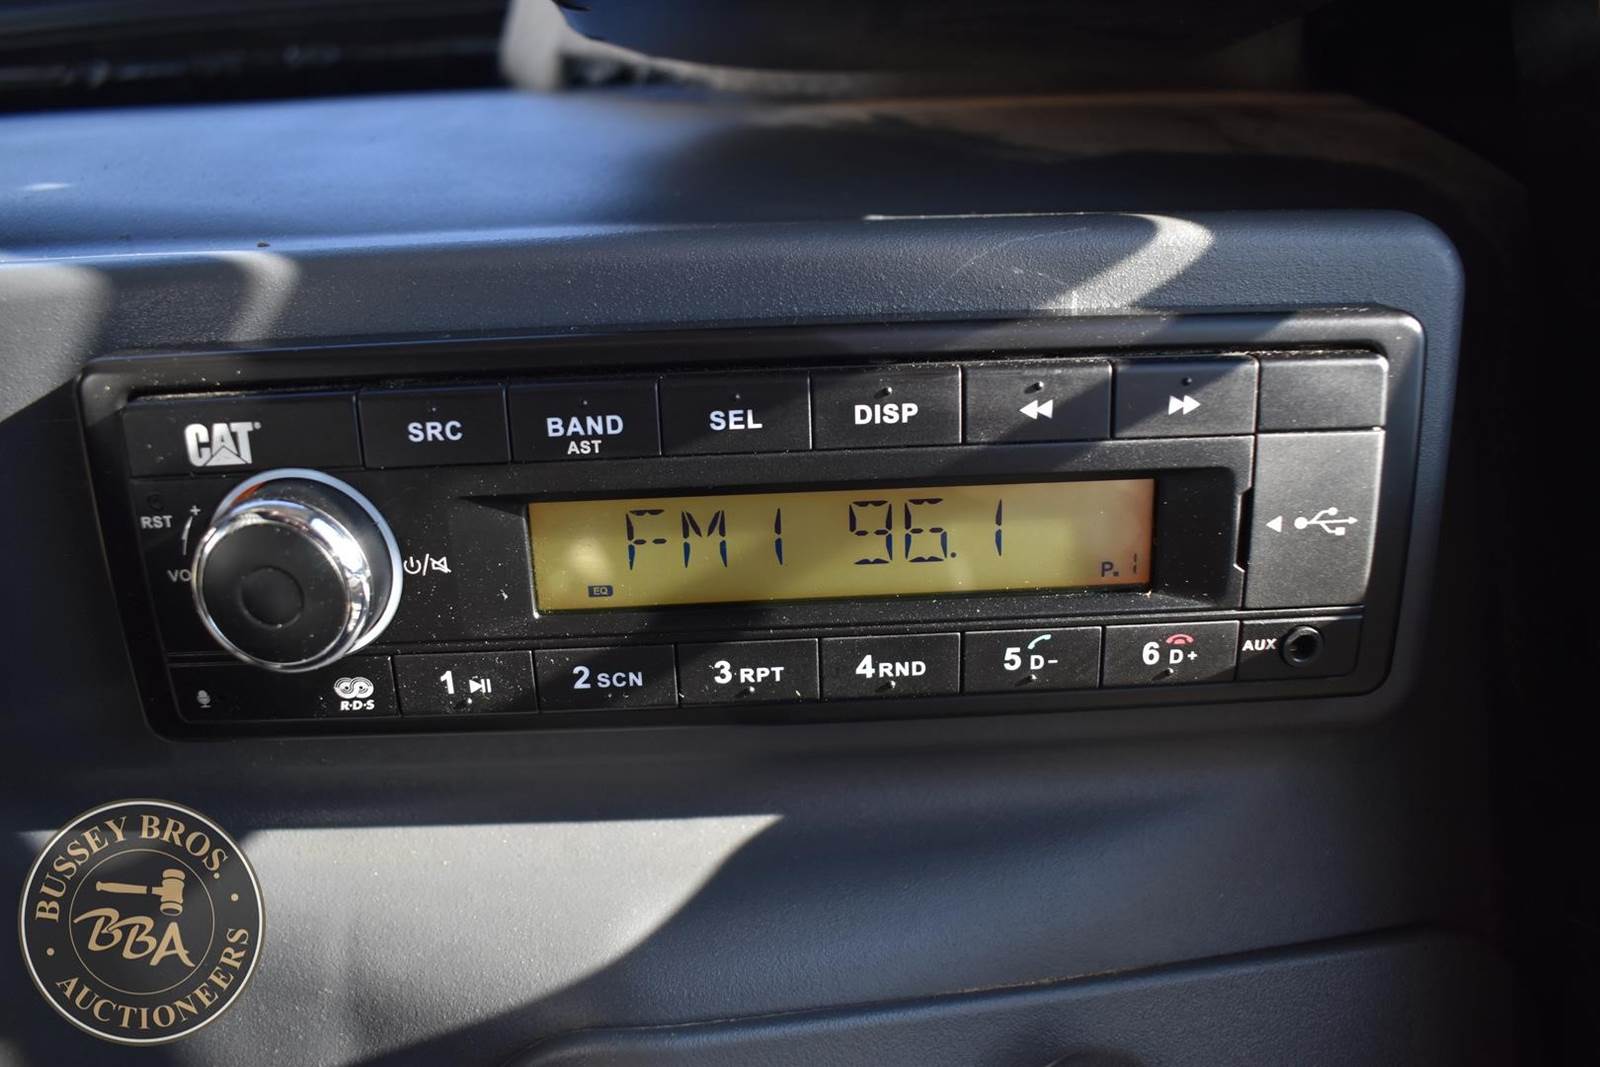 CAT®
SRC
BAND
AST
SEL
DISP
RST
+
VO
FM1 96.1
EQ
P. 1
R·D·S
1
2 SCN
3 RPT
4 RND
5 D-
6 D+
AUX
BUSSEY BROS.
BBA
AUCTIONEERS